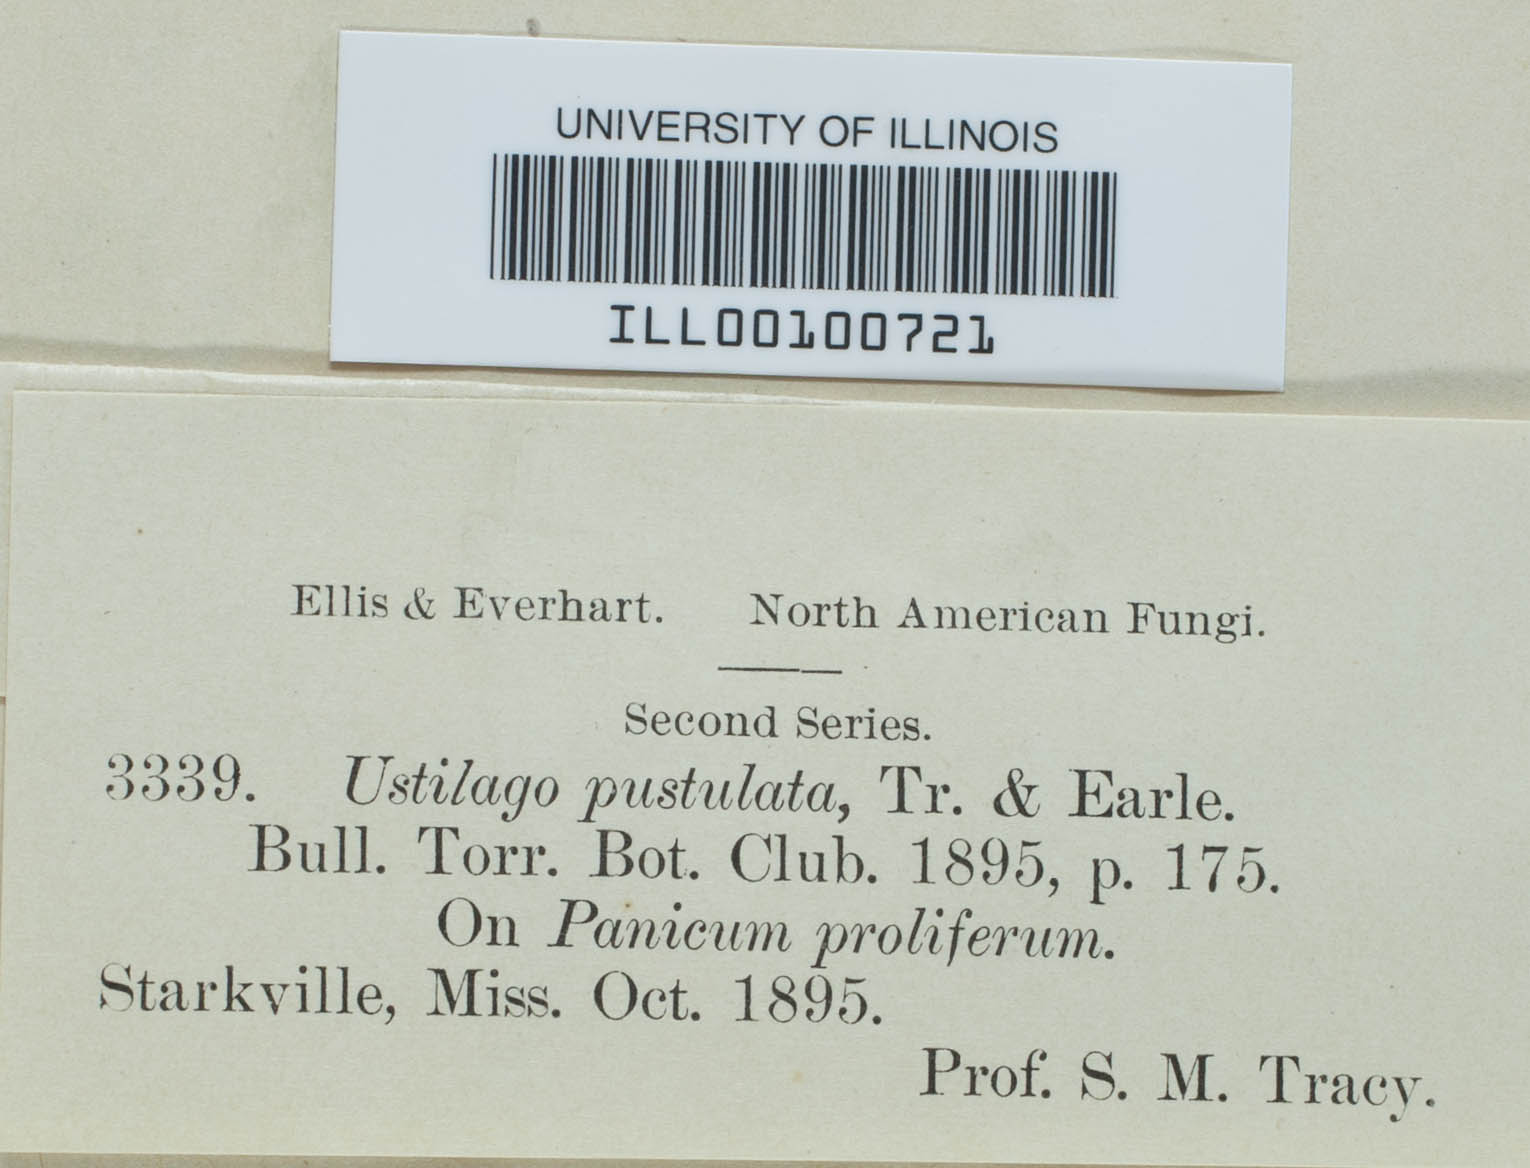 UNIVERSITY OF ILLINOIS
ILL00100721
Ellis & Everhart. North American Fungi.
Second Series.
3339. Ustilago pustulata, Tr. & Earle.
Bull. Torr. Bot. Club. 1895, p. 175.
On Panicum proliferum.
Starkville, Miss. Oct. 1895.
Prof. S. M. Tracy.